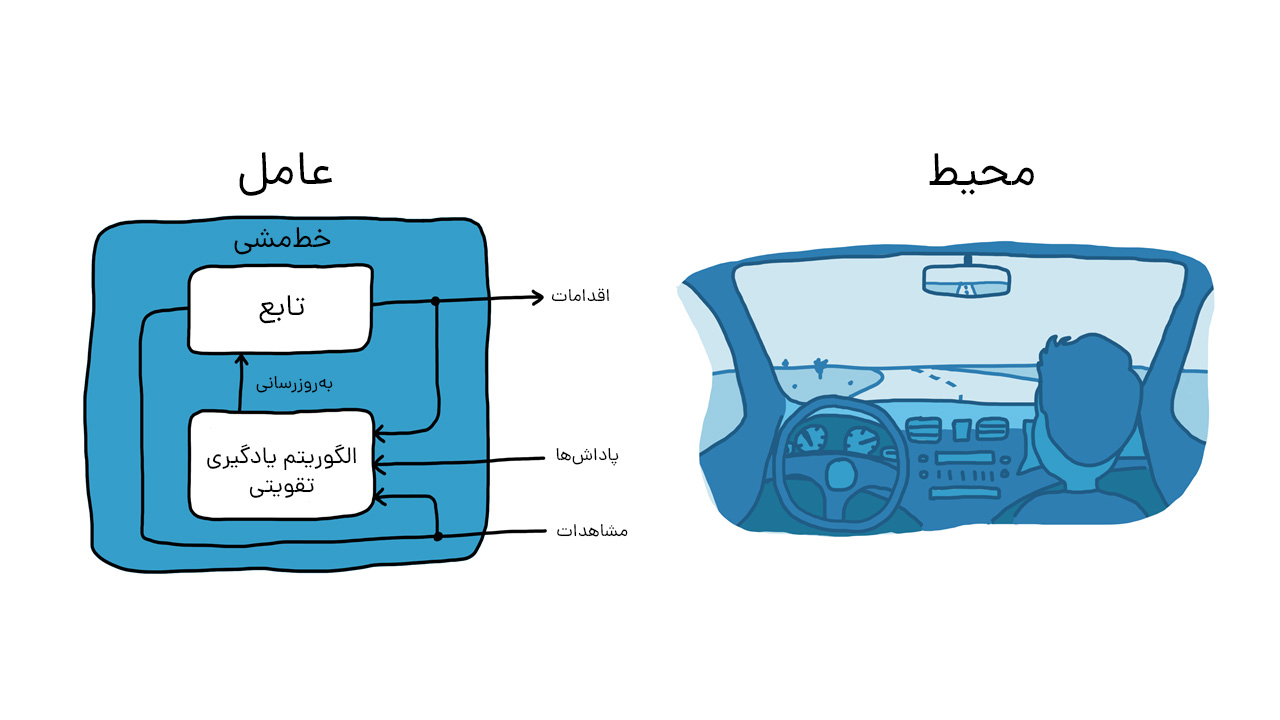 عامل
محیط
خط‌مشی
تابع
اقدامات
به‌روزرسانی
الگوریتم یادگیری
تقویتی
پاداش‌ها
مشاهدات